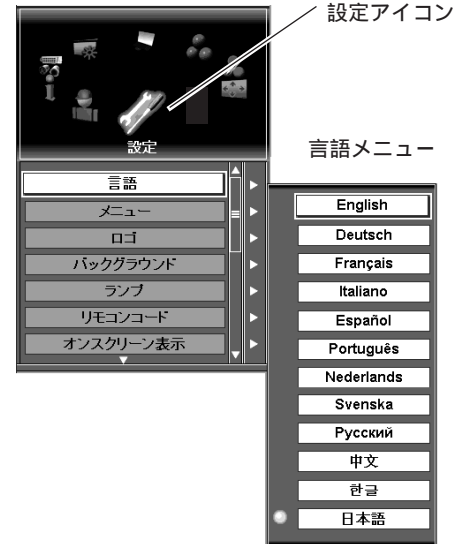 設定アイコン
設定
言語メニュー
言語
メニュー
ロゴ
バックグラウンド
ランプ
リモコンコード
オンスクリーン表示
English
Deutsch
Français
Italiano
Español
Português
Nederlands
Svenska
Русский
中文
한글
日本語